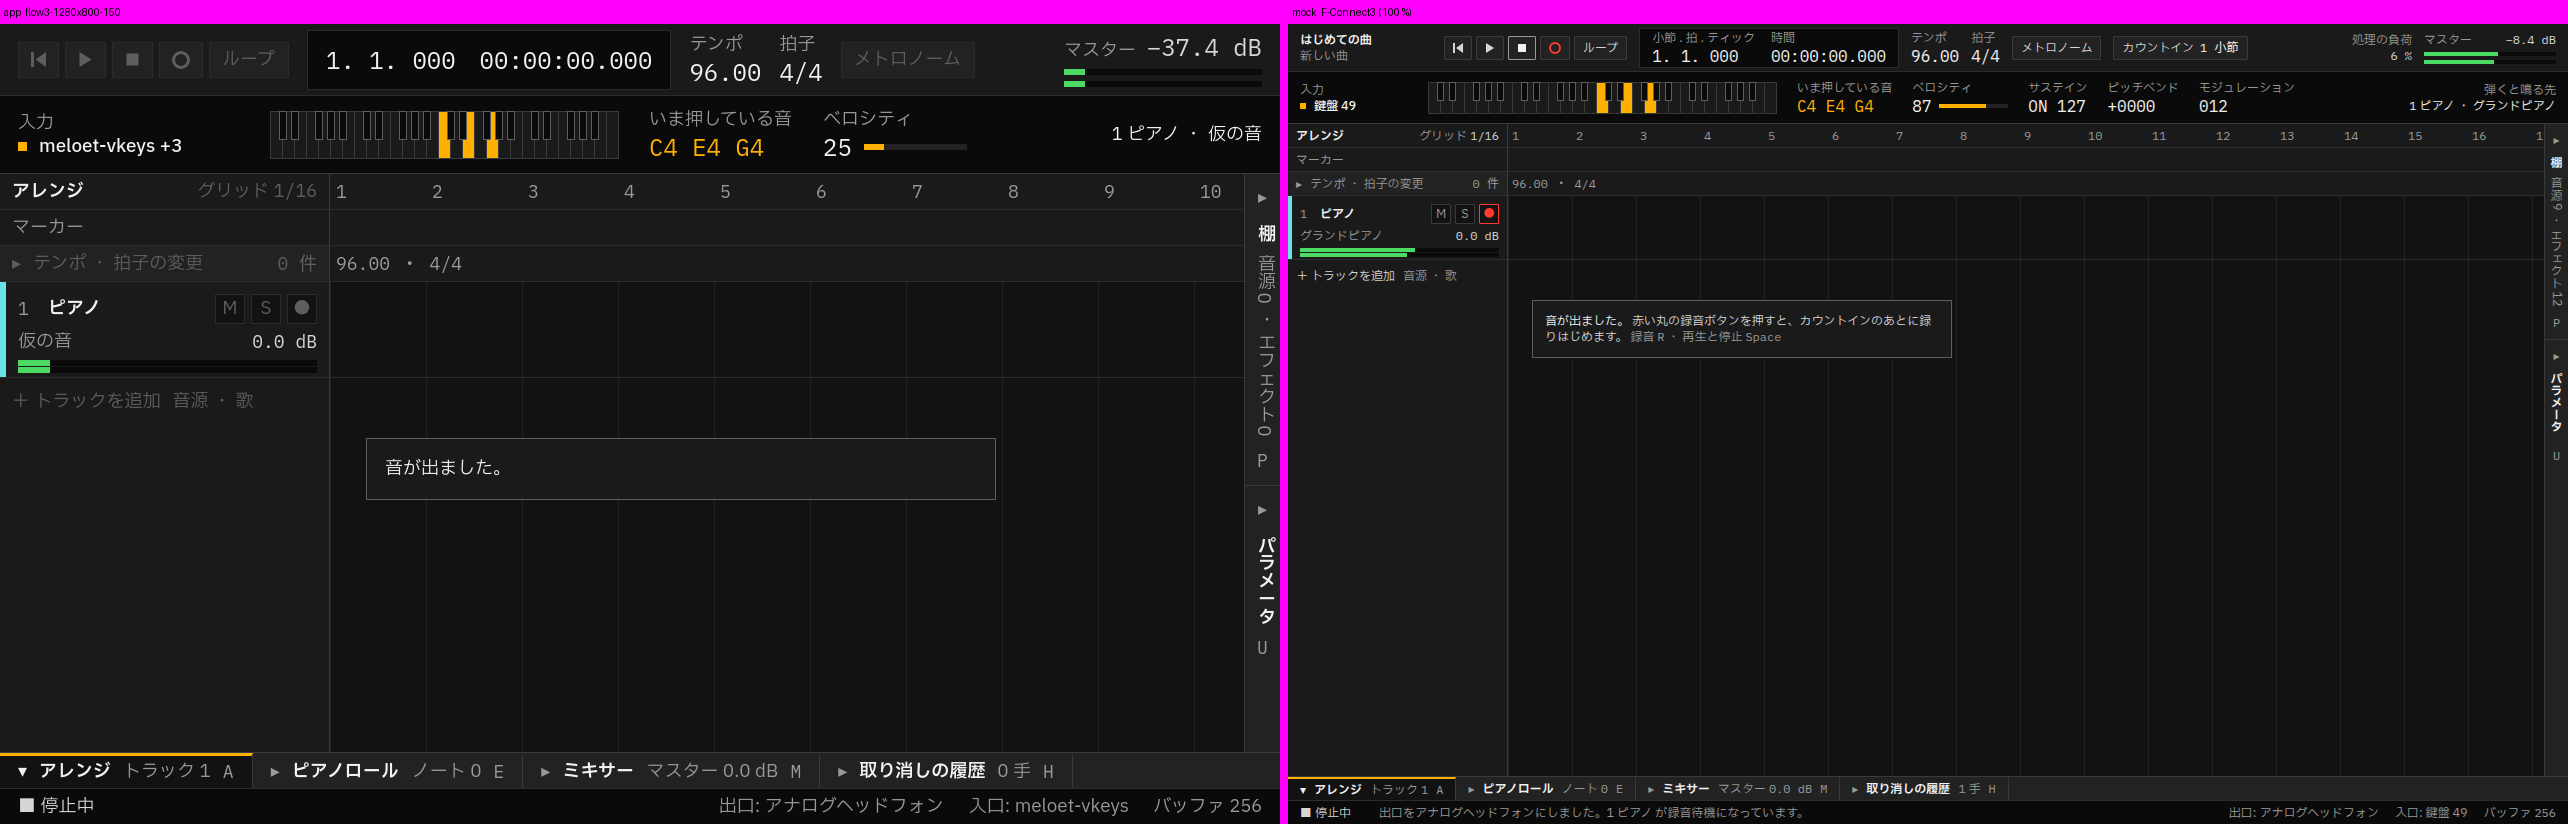 app flow3-1280x800-150
ループ
1. 1. 000 00:00:00.000
テンポ 拍子
96.00 4/4
メトロノーム
マスター −37.4 dB
入力
meloet-vkeys +3
いま押している音 ベロシティ
C4 E4 G4 25
1 ピアノ ・ 仮の音
アレンジ グリッド 1/16
1 2 3 4 5 6 7 8 9 10
マーカー
▸ テンポ ・ 拍子の変更 0 件
96.00 ・ 4/4
1 ピアノ M S
仮の音 0.0 dB
＋ トラックを追加 音源 ・ 歌
音が出ました。
▸ 棚 音源 0 ・ エフェクト 0 P
▸ パラメータ U
▾ アレンジ トラック 1 A
▸ ピアノロール ノート 0 E
▸ ミキサー マスター 0.0 dB M
▸ 取り消しの履歴 0 手 H
■ 停止中
出口: アナログヘッドフォン 入口: meloet-vkeys バッファ 256
mock F-Connect3 (100%)
はじめての曲
新しい曲
ループ
小節 . 拍 . ティック 時間
1. 1. 000 00:00:00.000
テンポ 拍子
96.00 4/4
メトロノーム
カウントイン 1 小節
処理の負荷
6 %
マスター −8.4 dB
入力
鍵盤 49
いま押している音 ベロシティ サステイン ピッチベンド モジュレーション
C4 E4 G4 87 ON 127 +0000 012
弾くと鳴る先
1 ピアノ ・ グランドピアノ
アレンジ グリッド 1/16
1 2 3 4 5 6 7 8 9 10 11 12 13 14 15 16 1
マーカー
▸ テンポ ・ 拍子の変更 0 件
96.00 ・ 4/4
1 ピアノ M S
グランドピアノ 0.0 dB
＋ トラックを追加 音源 ・ 歌
音が出ました。 赤い丸の録音ボタンを押すと、カウントインのあとに録
りはじめます。 録音 R ・ 再生と停止 Space
▸ 棚 音源 9 ・ エフェクト 12 P
▸ パラメータ U
▾ アレンジ トラック 1 A
▸ ピアノロール ノート 0 E
▸ ミキサー マスター 0.0 dB M
▸ 取り消しの履歴 1 手 H
■ 停止中 出口をアナログヘッドフォンにしました。1 ピアノ が録音待機になっています。
出口: アナログヘッドフォン 入口: 鍵盤 49 バッファ 256